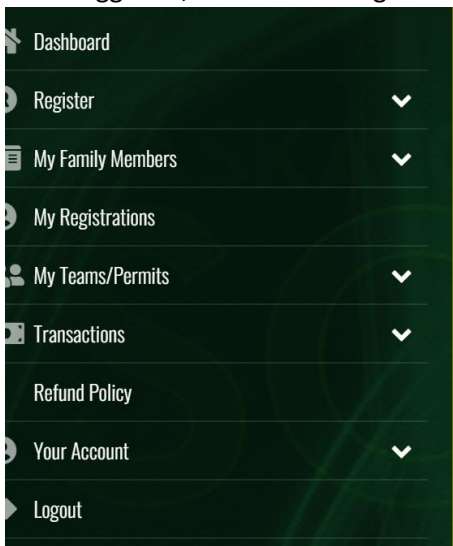 Dashboard
Register
My Family Members
My Registrations
My Teams/Permits
Transactions
Refund Policy
Your Account
Logout